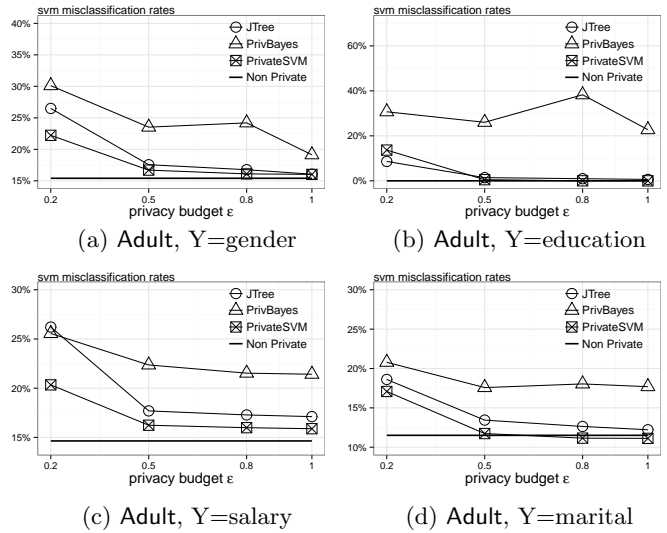 svm misclassification rates
40%
35%
30%
25%
20%
15%
JTree
PrivBayes
PrivateSVM
Non Private
0.2 0.5 0.8 1
privacy budget ε
(a) Adult, Y=gender
svm misclassification rates
60%
40%
20%
0%
JTree
PrivBayes
PrivateSVM
Non Private
0.2 0.5 0.8 1
privacy budget ε
(b) Adult, Y=education
svm misclassification rates
30%
25%
20%
15%
JTree
PrivBayes
PrivateSVM
Non Private
0.2 0.5 0.8 1
privacy budget ε
(c) Adult, Y=salary
svm misclassification rates
30%
25%
20%
15%
10%
JTree
PrivBayes
PrivateSVM
Non Private
0.2 0.5 0.8 1
privacy budget ε
(d) Adult, Y=marital